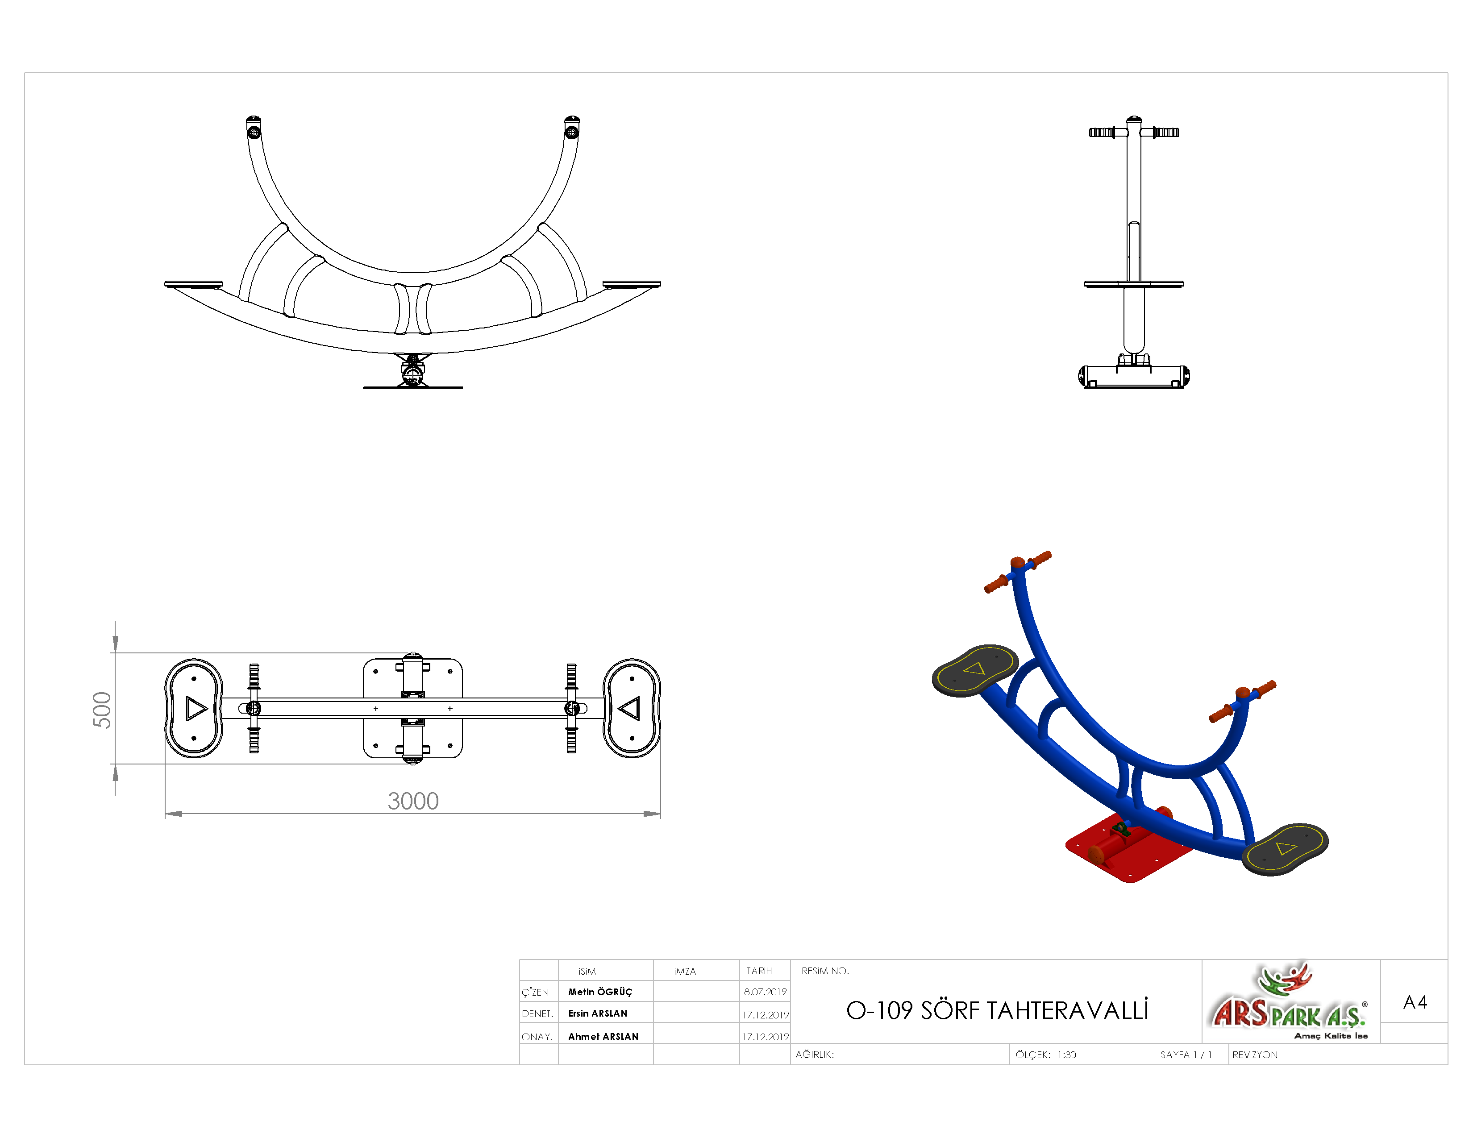 500
3000
İSİM
İMZA
TARİH
RESİM NO.
ÇİZEN.
Metin ÖGRÜÇ
8.07.2019
DENET.
Ersin ARSLAN
17.12.2019
ONAY.
Ahmet ARSLAN
17.12.2019
O-109 SÖRF TAHTERAVALLİ
ARSPARK A.Ş.®
Amaç Kalite İse
A4
AĞIRLIK:
ÖLÇEK: 1:30
SAYFA 1 / 1
REVİZYON